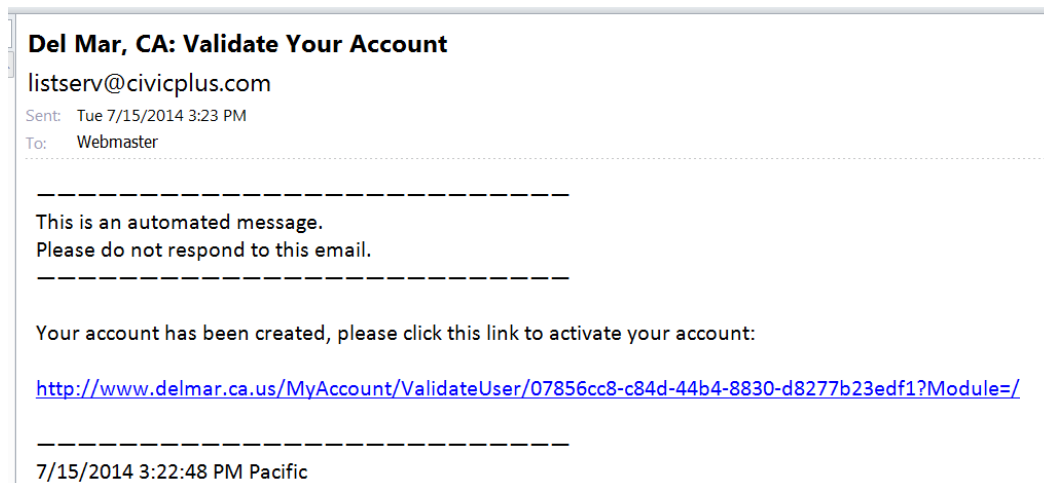 Del Mar, CA: Validate Your Account
listserv@civicplus.com
Sent: Tue 7/15/2014 3:23 PM
To: Webmaster
—————————————————————————
This is an automated message.
Please do not respond to this email.
—————————————————————————
Your account has been created, please click this link to activate your account:
http://www.delmar.ca.us/MyAccount/ValidateUser/07856cc8-c84d-44b4-8830-d8277b23edf1?Module=/
—————————————————————————
7/15/2014 3:22:48 PM Pacific